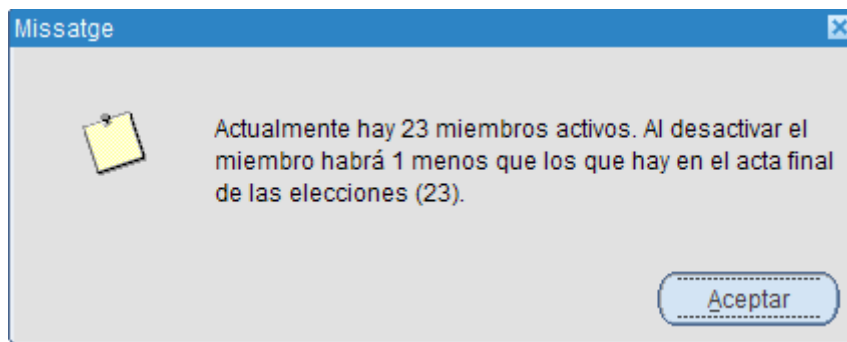 Missatge
Actualmente hay 23 miembros activos. Al desactivar el
miembro habrá 1 menos que los que hay en el acta final
de las elecciones (23).
Aceptar